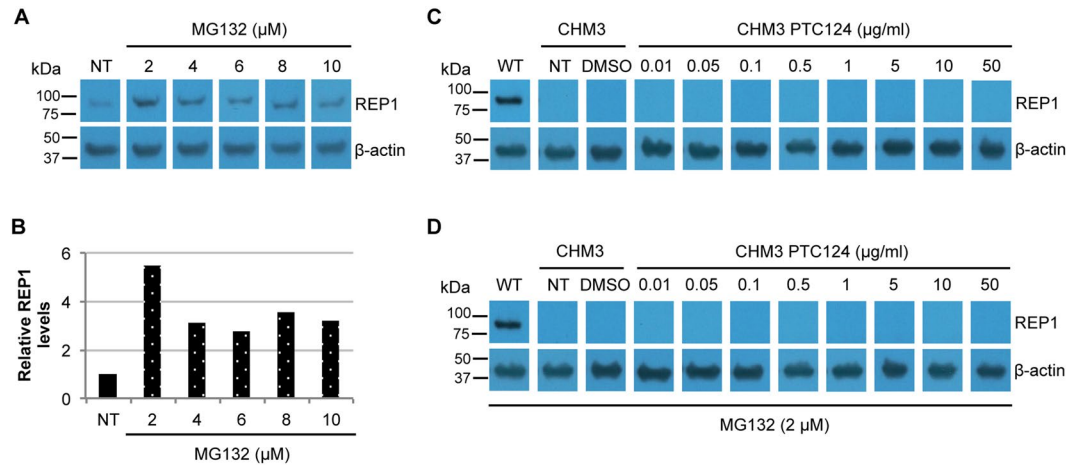 A
MG132 (µM)
kDa NT 2 4 6 8 10
100
75
REP1
50
37
β-actin
B
Relative REP1 levels
6
4
2
0
NT 2 4 6 8 10
MG132 (µM)
C
CHM3 CHM3 PTC124 (µg/ml)
kDa WT NT DMSO 0.01 0.05 0.1 0.5 1 5 10 50
100
75
REP1
50
37
β-actin
D
CHM3 CHM3 PTC124 (µg/ml)
kDa WT NT DMSO 0.01 0.05 0.1 0.5 1 5 10 50
100
75
REP1
50
37
β-actin
MG132 (2 µM)